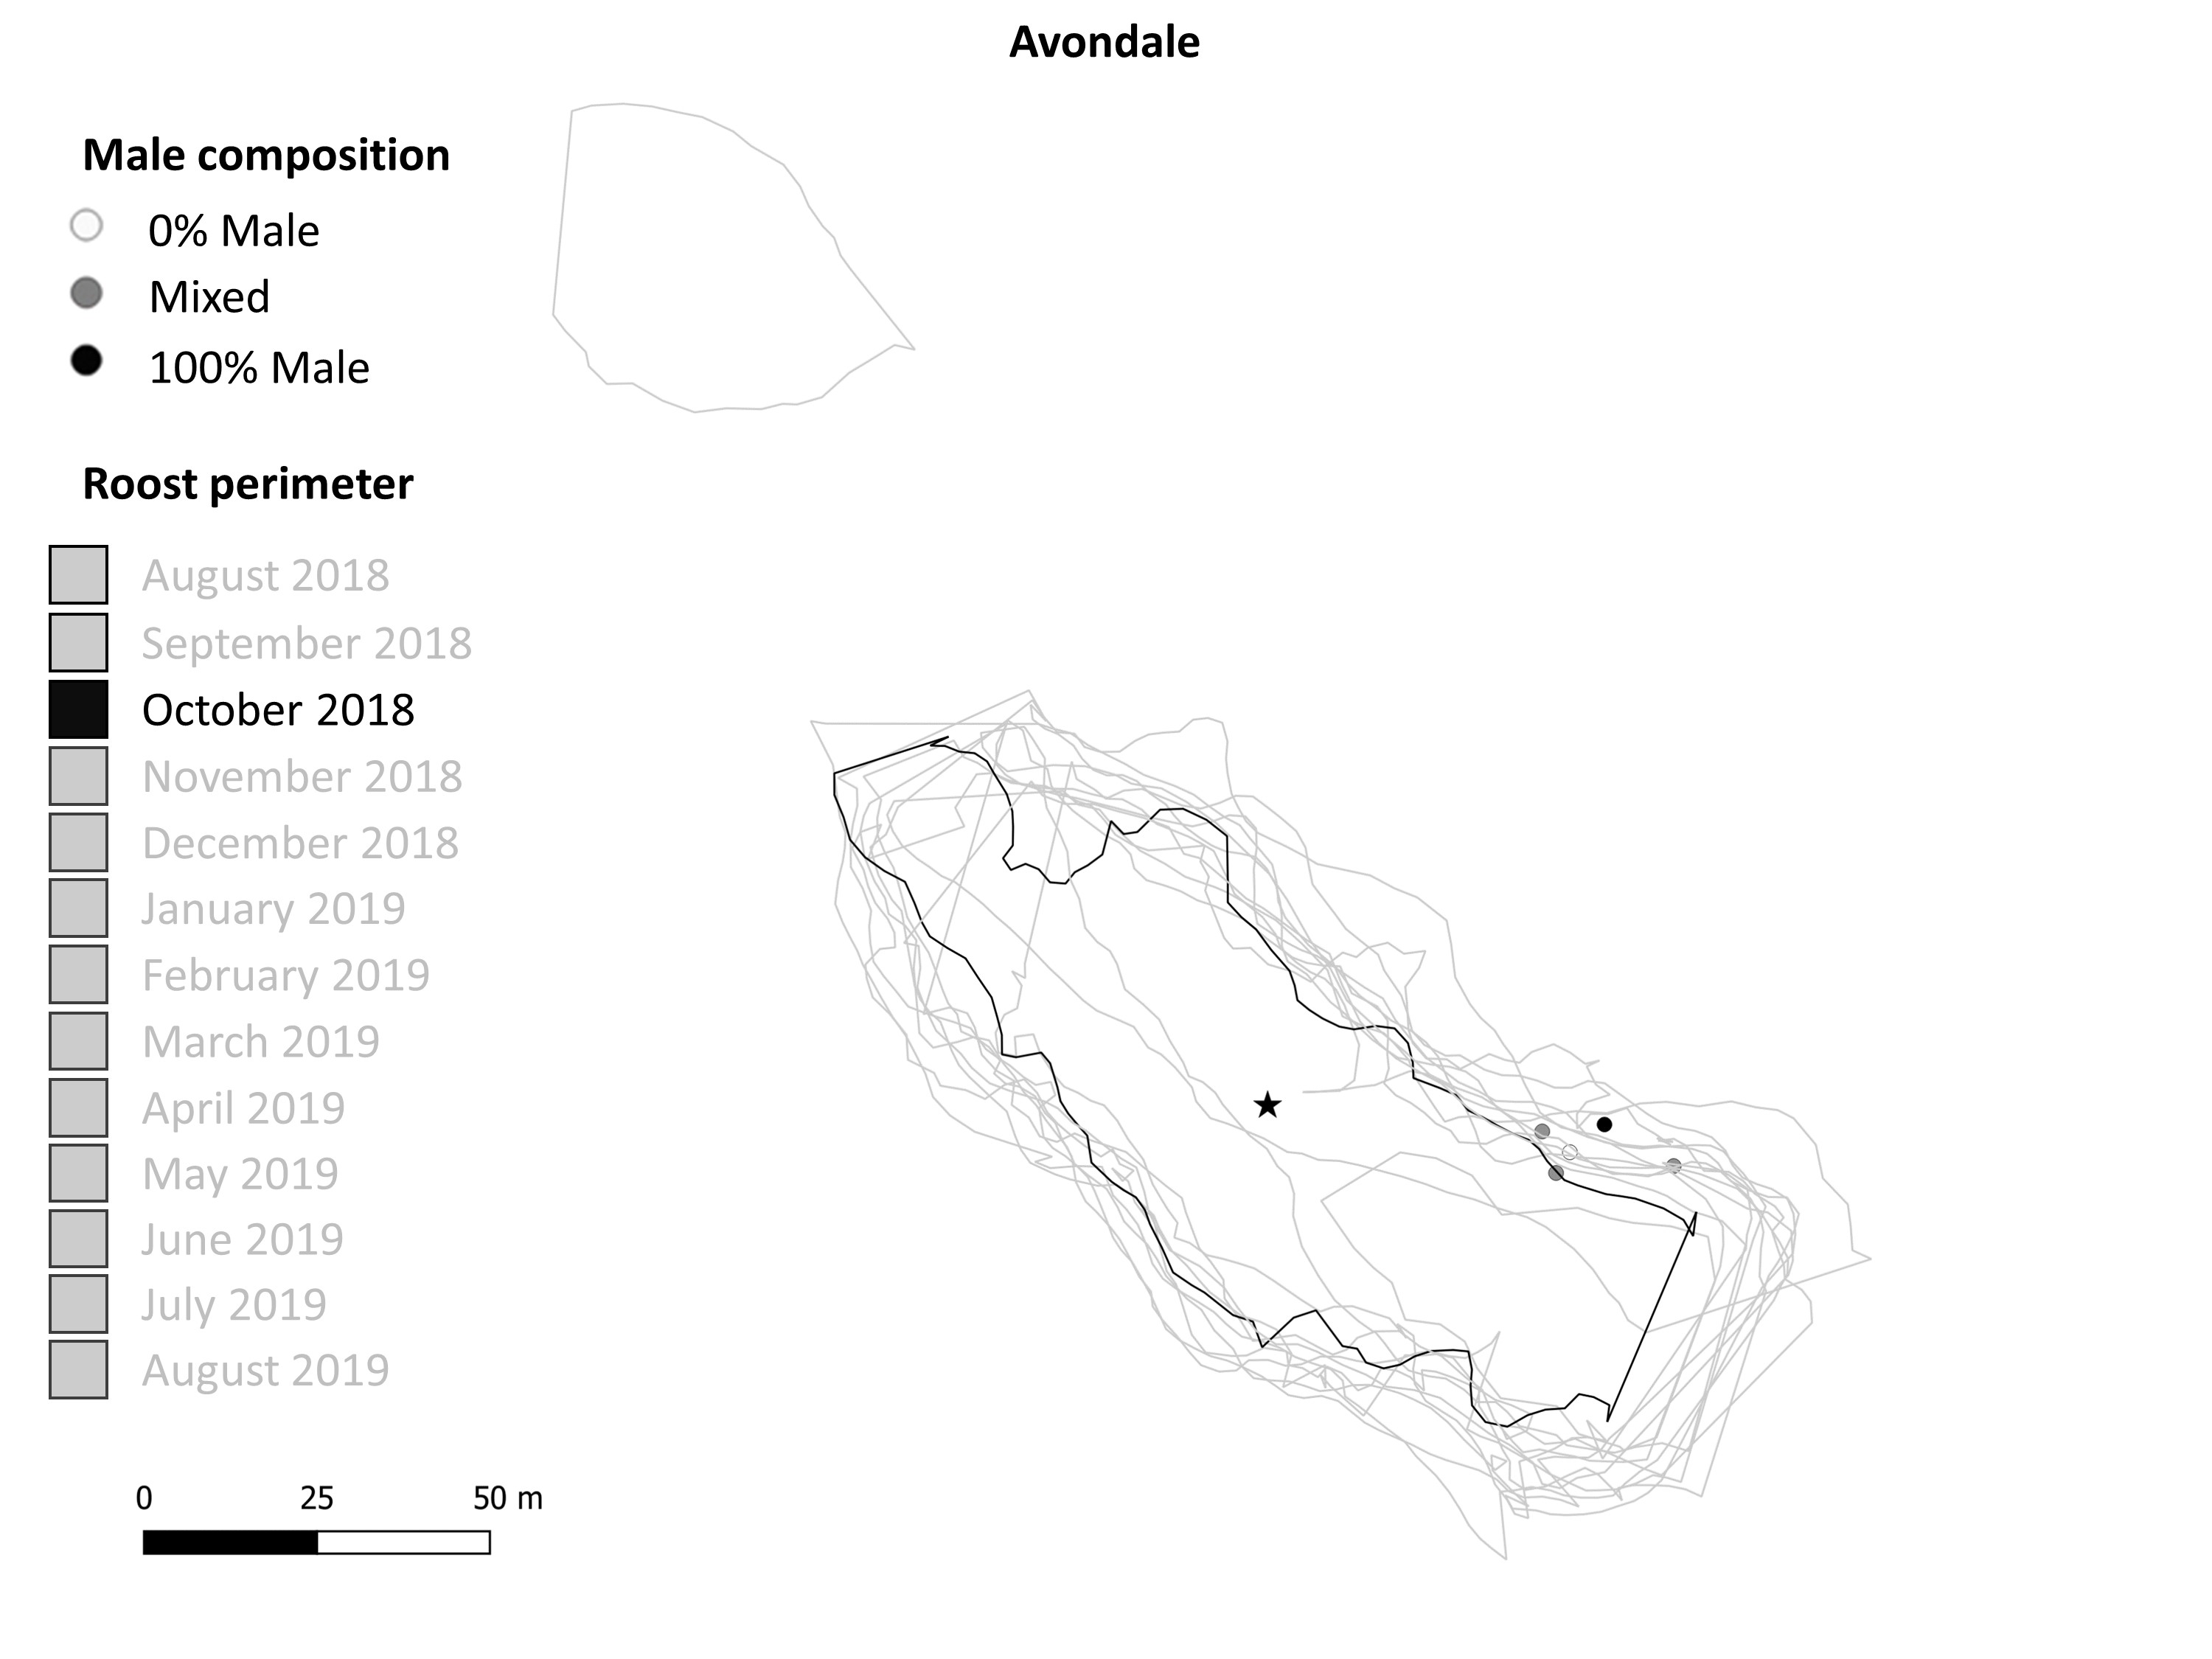 Avondale
Male composition
0% Male
Mixed
100% Male
Roost perimeter
August 2018
September 2018
October 2018
November 2018
December 2018
January 2019
February 2019
March 2019
April 2019
May 2019
June 2019
July 2019
August 2019
0 25 50 m